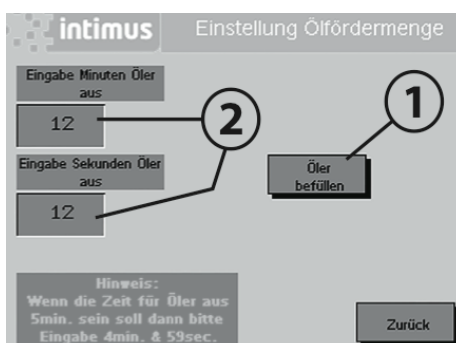 intimus
Einstellung Ölfördermenge
Eingabe Minuten Öler
aus
12
2
1
Eingabe Sekunden Öler
aus
12
Öler
befüllen
Hinweis:
Wenn die Zeit für Öler aus
5min. sein soll dann bitte
Eingabe 4min. & 59sec.
Zurück